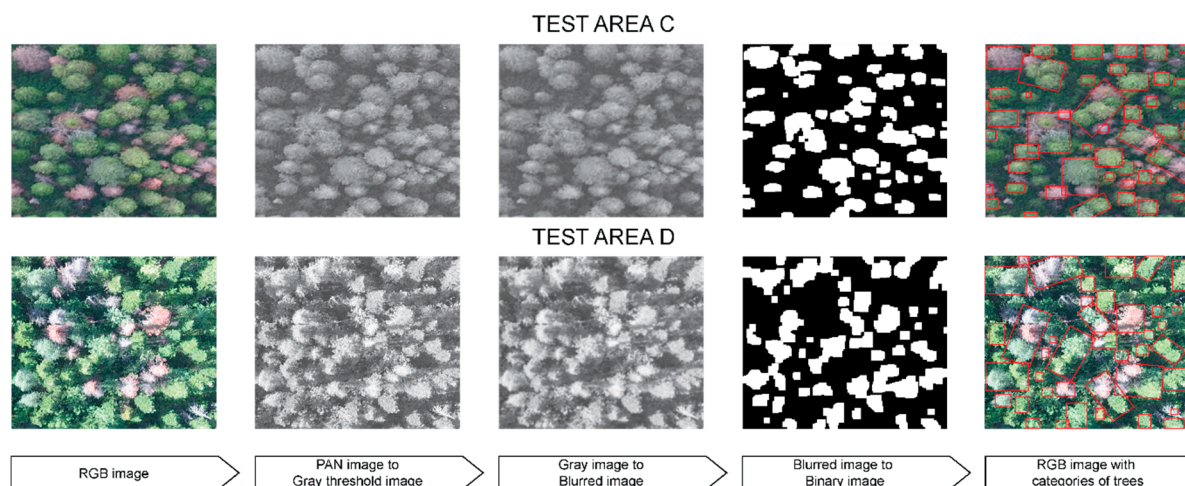 TEST AREA C
TEST AREA D
RGB image
PAN image to
Gray threshold image
Gray image to
Blurred image
Blurred image to
Binary image
RGB image with
categories of trees